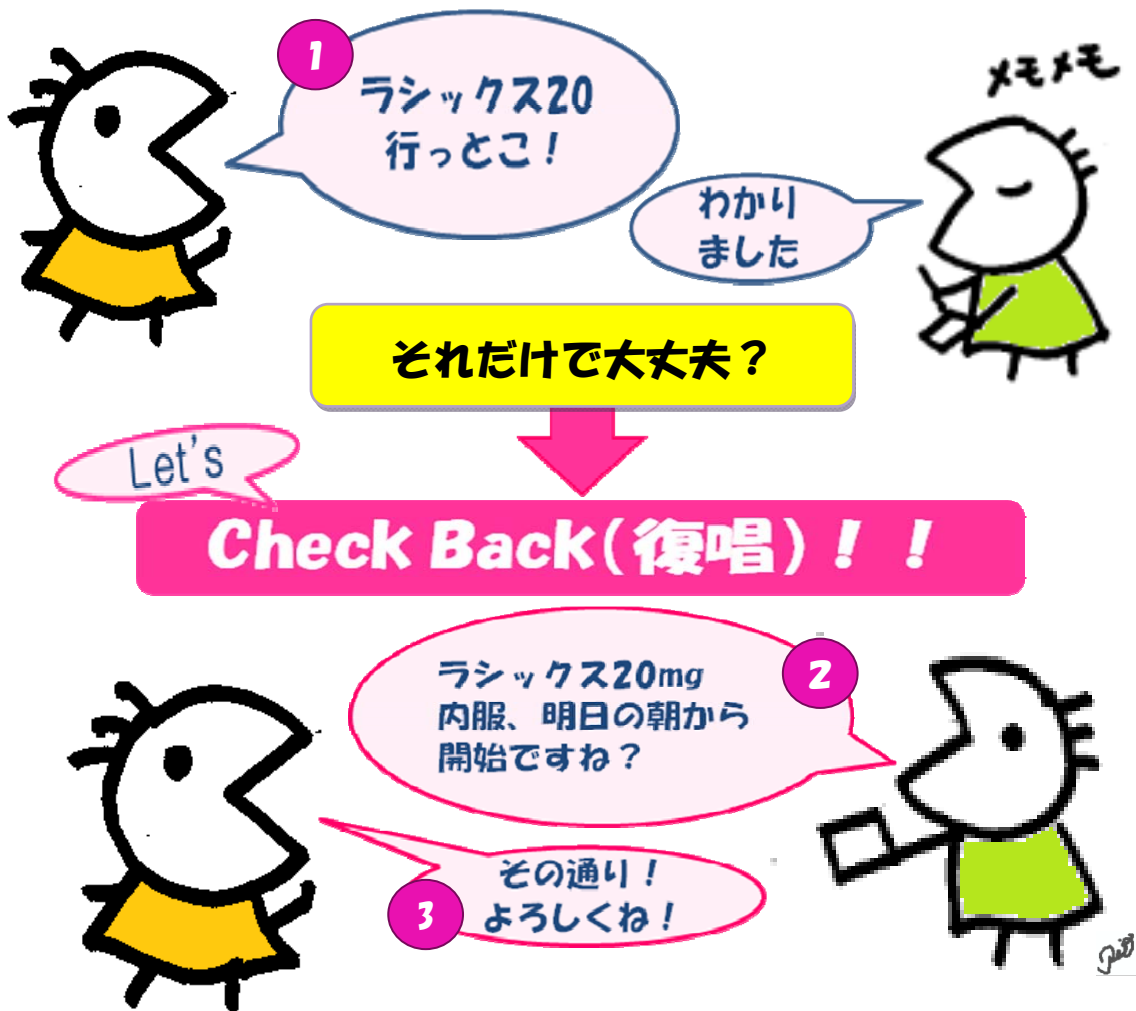 1
ラシックス20
行っとこ!
メモメモ
わかり
ました
それだけで大丈夫?
Let's
Check Back(復唱)!!
2
ラシックス20mg
内服、明日の朝から
開始ですね?
3
その通り!
よろしくね!